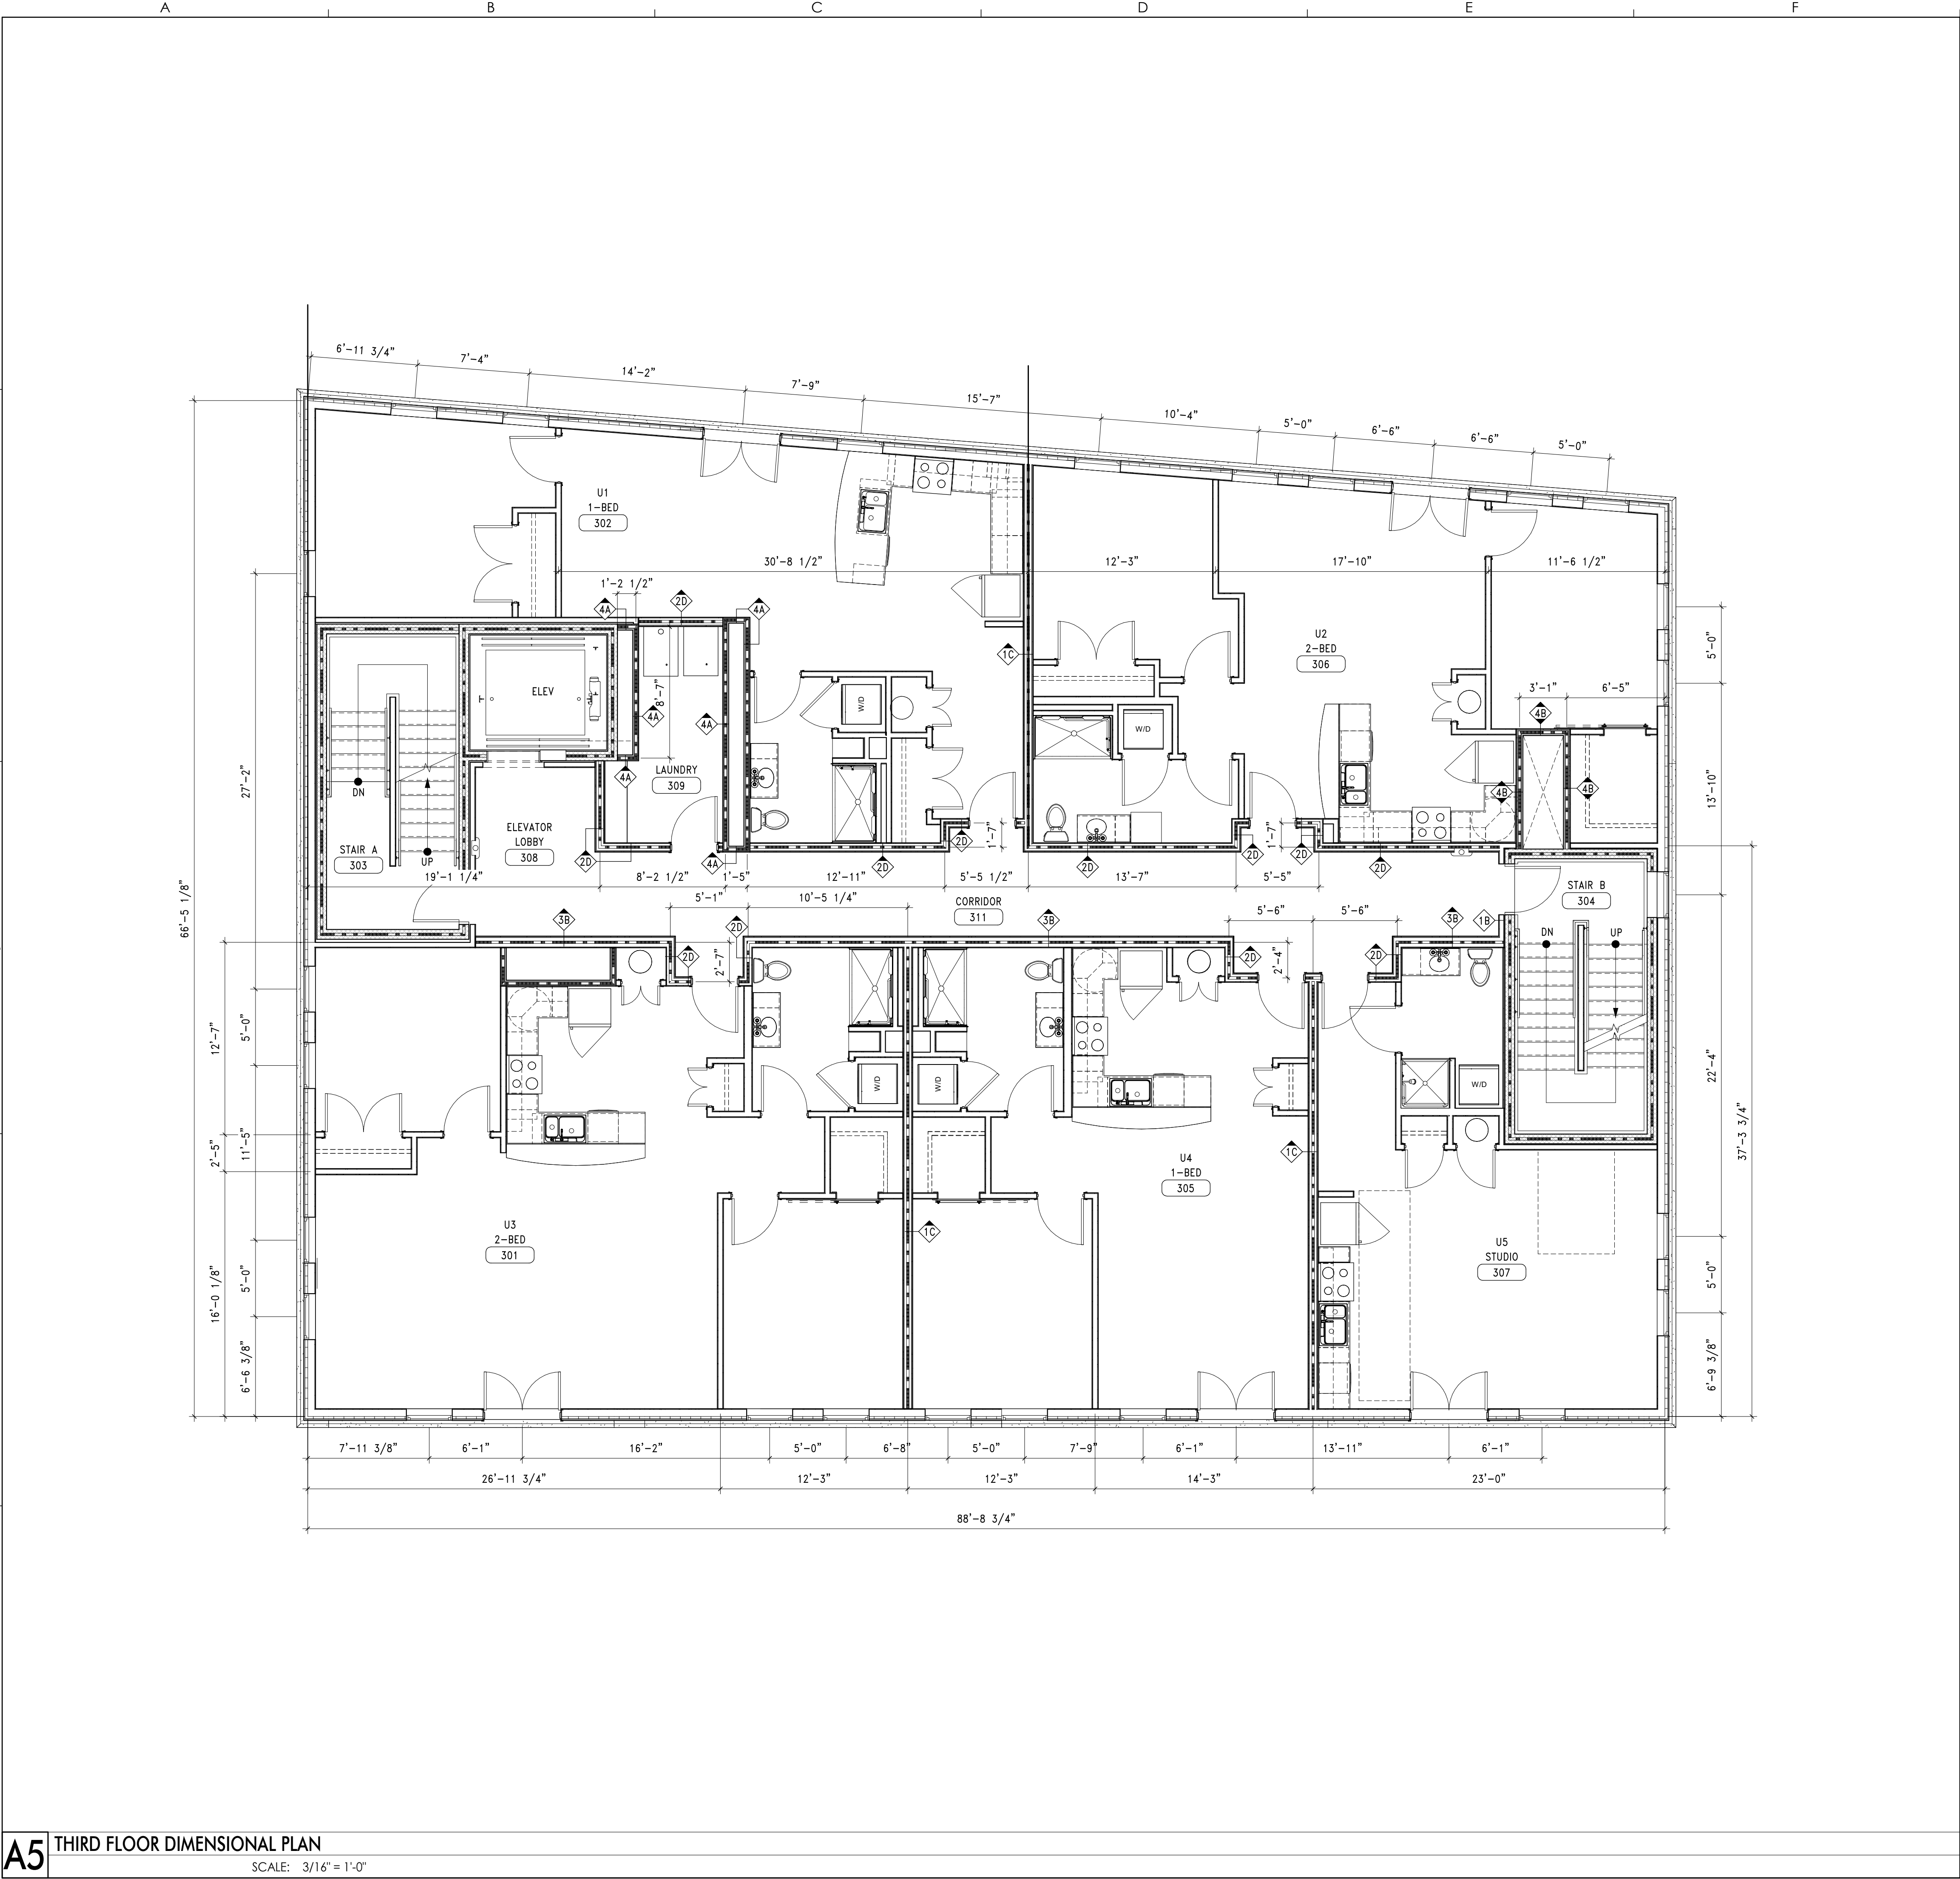 A B C D E F
6'-11 3/4"
7'-4"
14'-2"
7'-9"
15'-7"
10'-4"
5'-0"
6'-6"
6'-6"
5'-0"
U1
1-BED
302
30'-8 1/2"
12'-3"
17'-10"
11'-6 1/2"
1'-2 1/2"
4A
2D
4A
1C
U2
2-BED
306
5'-0"
3'-1"
6'-5"
4B
ELEV
8'-7"
4A
4A
W/D
W/D
27'-2"
LAUNDRY
309
4A
DN
4B
4B
13'-10"
ELEVATOR
LOBBY
308
STAIR A
303
UP
2D
4A
2D
2D
1'-7"
2D
2D
1'-7"
2D
2D
66'-5 1/8"
19'-1 1/4"
8'-2 1/2"
1'-5"
12'-11"
5'-5 1/2"
13'-7"
5'-5"
STAIR B
304
5'-1"
10'-5 1/4"
CORRIDOR
311
5'-6"
5'-6"
3B
2D
3B
3B
1B
DN
UP
2D
2'-7"
2D
2'-4"
2D
12'-7"
5'-0"
22'-4"
W/D
W/D
W/D
37'-3 3/4"
2'-5"
11'-5"
1C
U4
1-BED
305
U3
2-BED
301
1C
U5
STUDIO
307
16'-0 1/8"
5'-0"
5'-0"
6'-6 3/8"
6'-9 3/8"
7'-11 3/8"
6'-1"
16'-2"
5'-0"
6'-8"
5'-0"
7'-9"
6'-1"
13'-11"
6'-1"
26'-11 3/4"
12'-3"
12'-3"
14'-3"
23'-0"
88'-8 3/4"
A5
THIRD FLOOR DIMENSIONAL PLAN
SCALE: 3/16" = 1'-0"